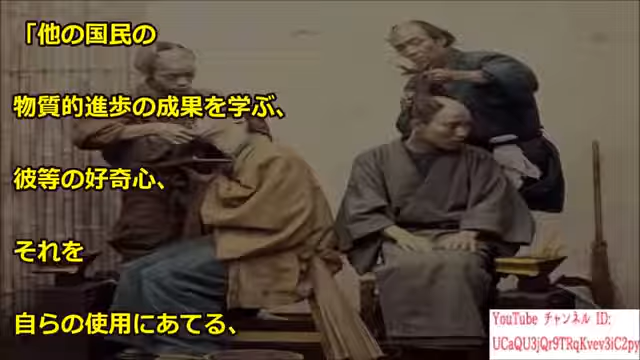 「他の国民の
物質的進歩の成果を学ぶ、
彼等の好奇心、
それを
自らの使用にあてる、
YouTube チャンネル ID:
UCaQU3jQr9TRqKvev3iC2py